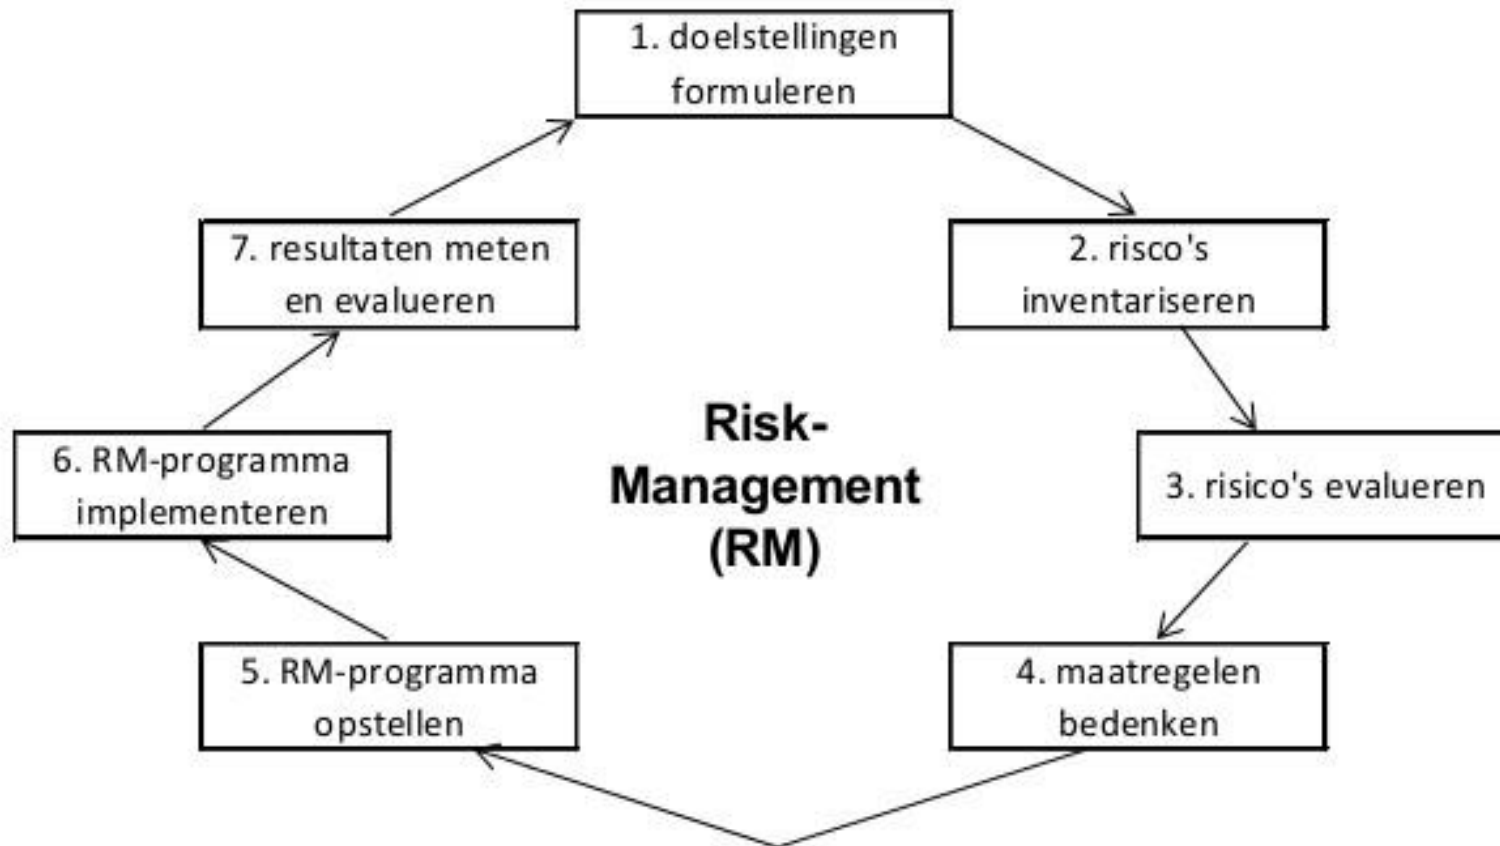 1. doelstellingen
formuleren
2. risco's
inventariseren
3. risico's evalueren
4. maatregelen
bedenken
5. RM-programma
opstellen
6. RM-programma
implementeren
7. resultaten meten
en evalueren
Risk-
Management
(RM)